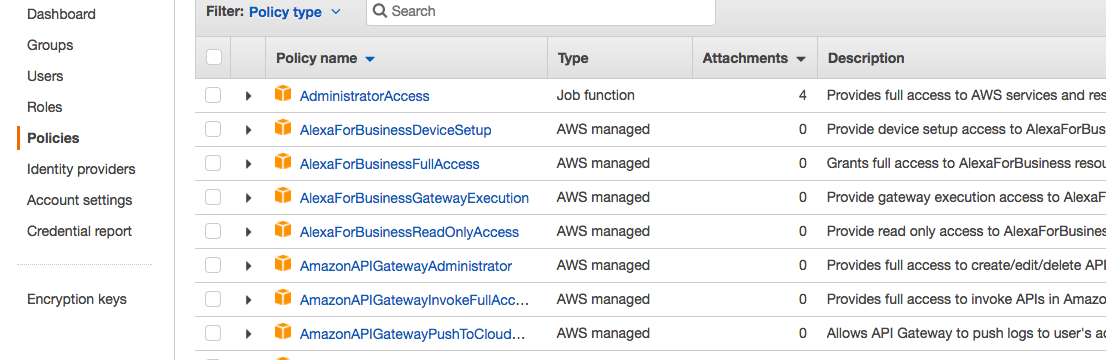 Dashboard
Groups
Users
Roles
Policies
Identity providers
Account settings
Credential report
Encryption keys
Filter: Policy type Search
Policy name Type Attachments Description
AdministratorAccess Job function 4 Provides full access to AWS services and res
AlexaForBusinessDeviceSetup AWS managed 0 Provide device setup access to AlexaForBus
AlexaForBusinessFullAccess AWS managed 0 Grants full access to AlexaForBusiness resou
AlexaForBusinessGatewayExecution AWS managed 0 Provide gateway execution access to AlexaF
AlexaForBusinessReadOnlyAccess AWS managed 0 Provide read only access to AlexaForBusines
AmazonAPIGatewayAdministrator AWS managed 0 Provides full access to create/edit/delete API
AmazonAPIGatewayInvokeFullAcc... AWS managed 0 Provides full access to invoke APIs in Amazo
AmazonAPIGatewayPushToCloud... AWS managed 0 Allows API Gateway to push logs to user's ac